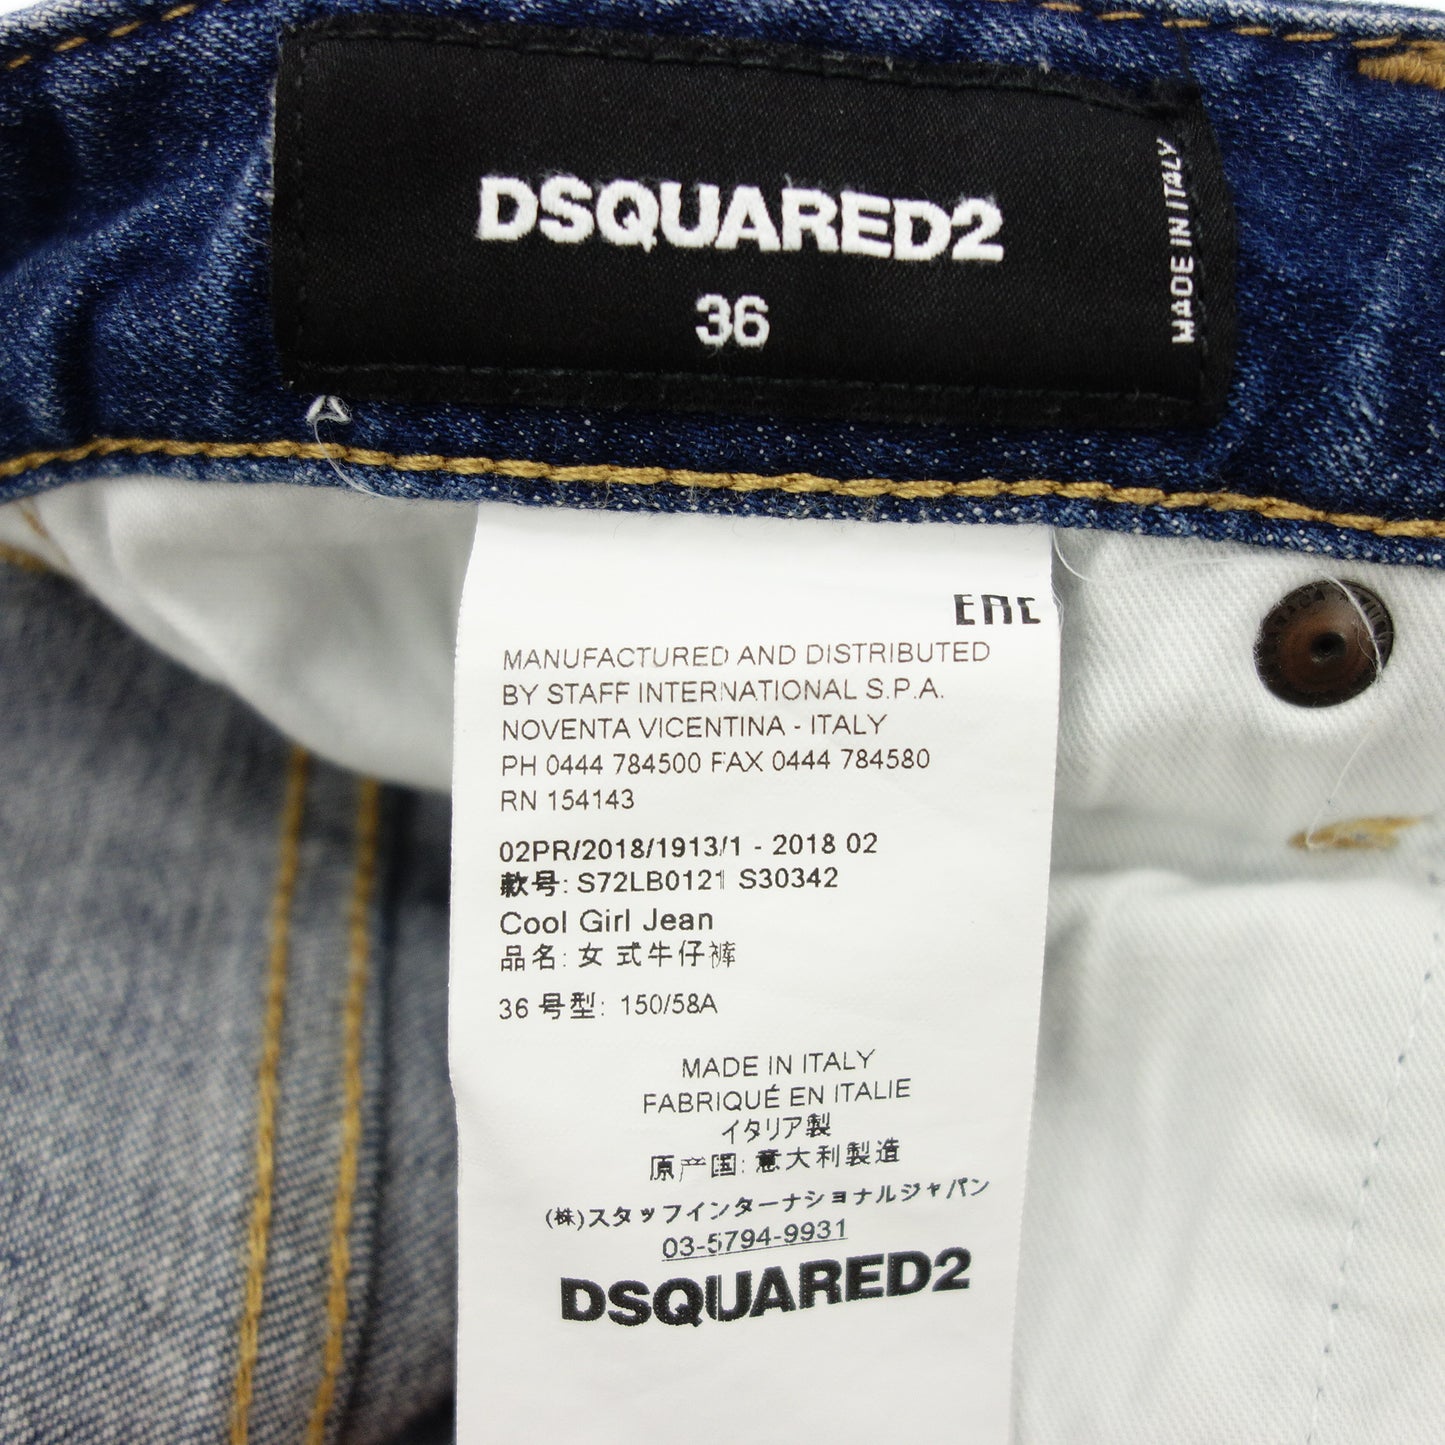 DSQUARED2
36
MADE IN ITALY
EAC
MANUFACTURED AND DISTRIBUTED
BY STAFF INTERNATIONAL S.P.A.
NOVENTA VICENTINA - ITALY
PH 0444 784500 FAX 0444 784580
RN 154143
02PR/2018/1913/1 - 2018 02
款号: S72LB0121 S30342
Cool Girl Jean
品名: 女 式牛仔裤
36 号型: 150/58A
MADE IN ITALY
FABRIQUÉ EN ITALIE
イタリア製
原产国: 意大利製造
(株)スタッフインターナショナルジャパン
03-5794-9931
DSQUARED2